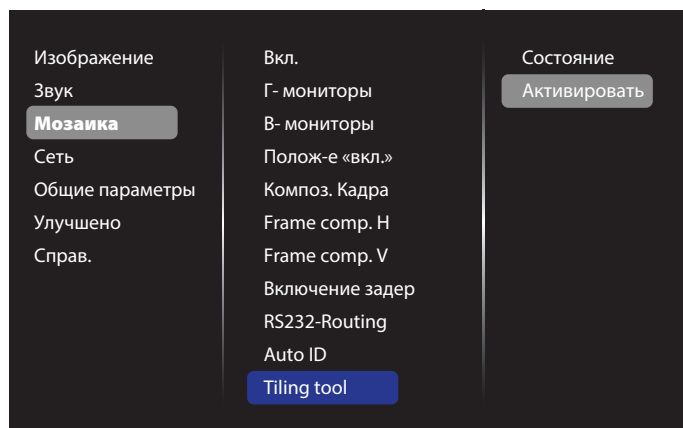 Изображение
Звук
Мозаика
Сеть
Общие параметры
Улучшено
Справ.
Вкл.
Г- мониторы
В- мониторы
Полож-е «вкл.»
Композ. Кадра
Frame comp. H
Frame comp. V
Включение задер
RS232-Routing
Auto ID
Tiling tool
Состояние
Активировать